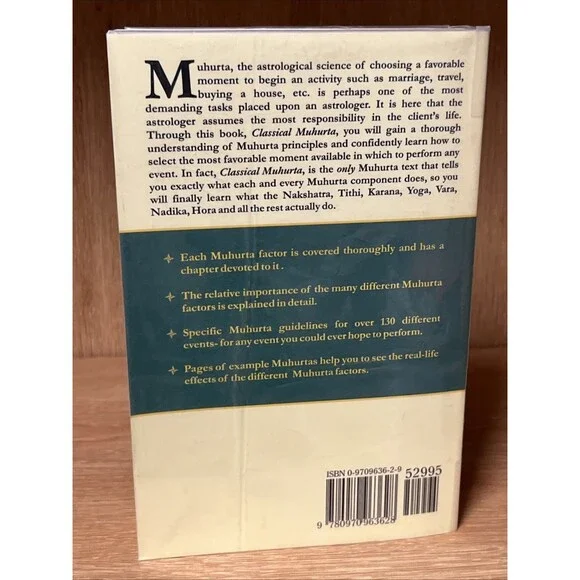 Muhurta, the astrological science of choosing a favorable
moment to begin an activity such as marriage, travel,
buying a house, etc. is perhaps one of the most
demanding tasks placed upon an astrologer. It is here that the
astrologer assumes the most responsibility in the client's life.
Through this book, Classical Muhurta, you will gain a thorough
understanding of Muhurta principles and confidently learn how to
select the most favorable moment available in which to perform any
event. In fact, Classical Muhurta, is the only Muhurta text that tells
you exactly what each and every Muhurta component does, so you
will finally learn what the Nakshatra, Tithi, Karana, Yoga, Vara,
Nadika, Hora and all the rest actually do.
Each Muhurta factor is covered thoroughly and has a
chapter devoted to it.
The relative importance of the many different Muhurta
factors is explained in detail.
Specific Muhurta guidelines for over 130 different
events- for any event you could ever hope to perform.
Pages of example Muhurtas help you to see the real-life
effects of the different Muhurta factors.
ISBN 0-9709636-2-9
52995
9 780970 963628